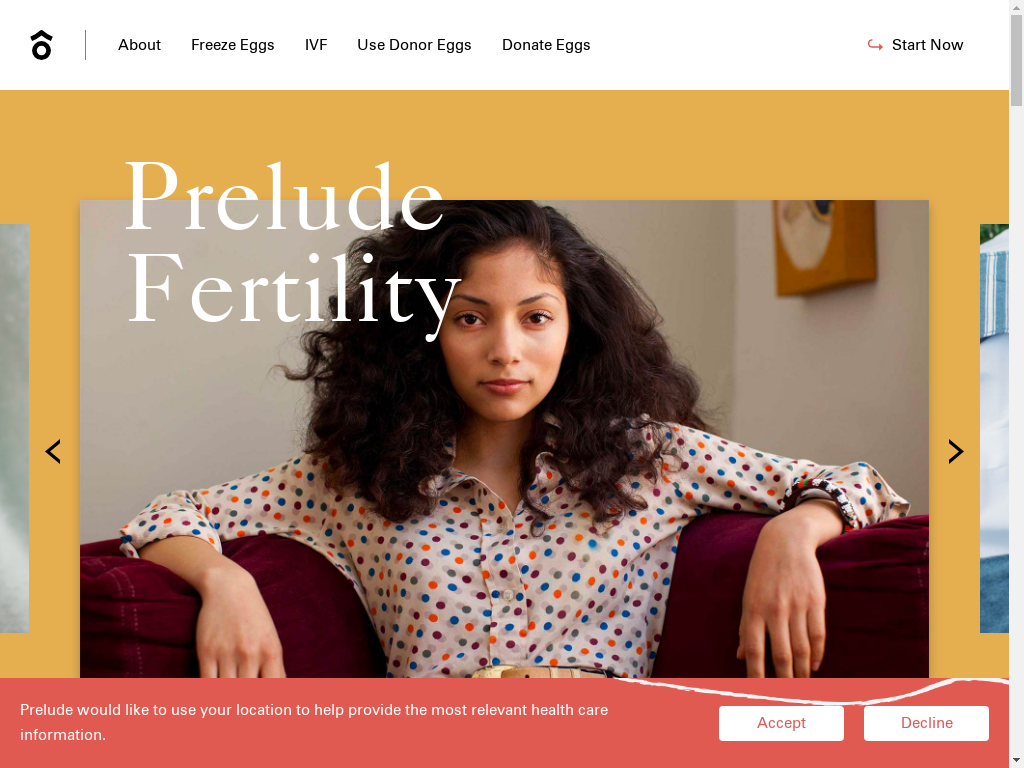 About
Freeze Eggs
IVF
Use Donor Eggs
Donate Eggs
Start Now
Prelude
Fertility
Prelude would like to use your location to help provide the most relevant health care
information.
Accept
Decline